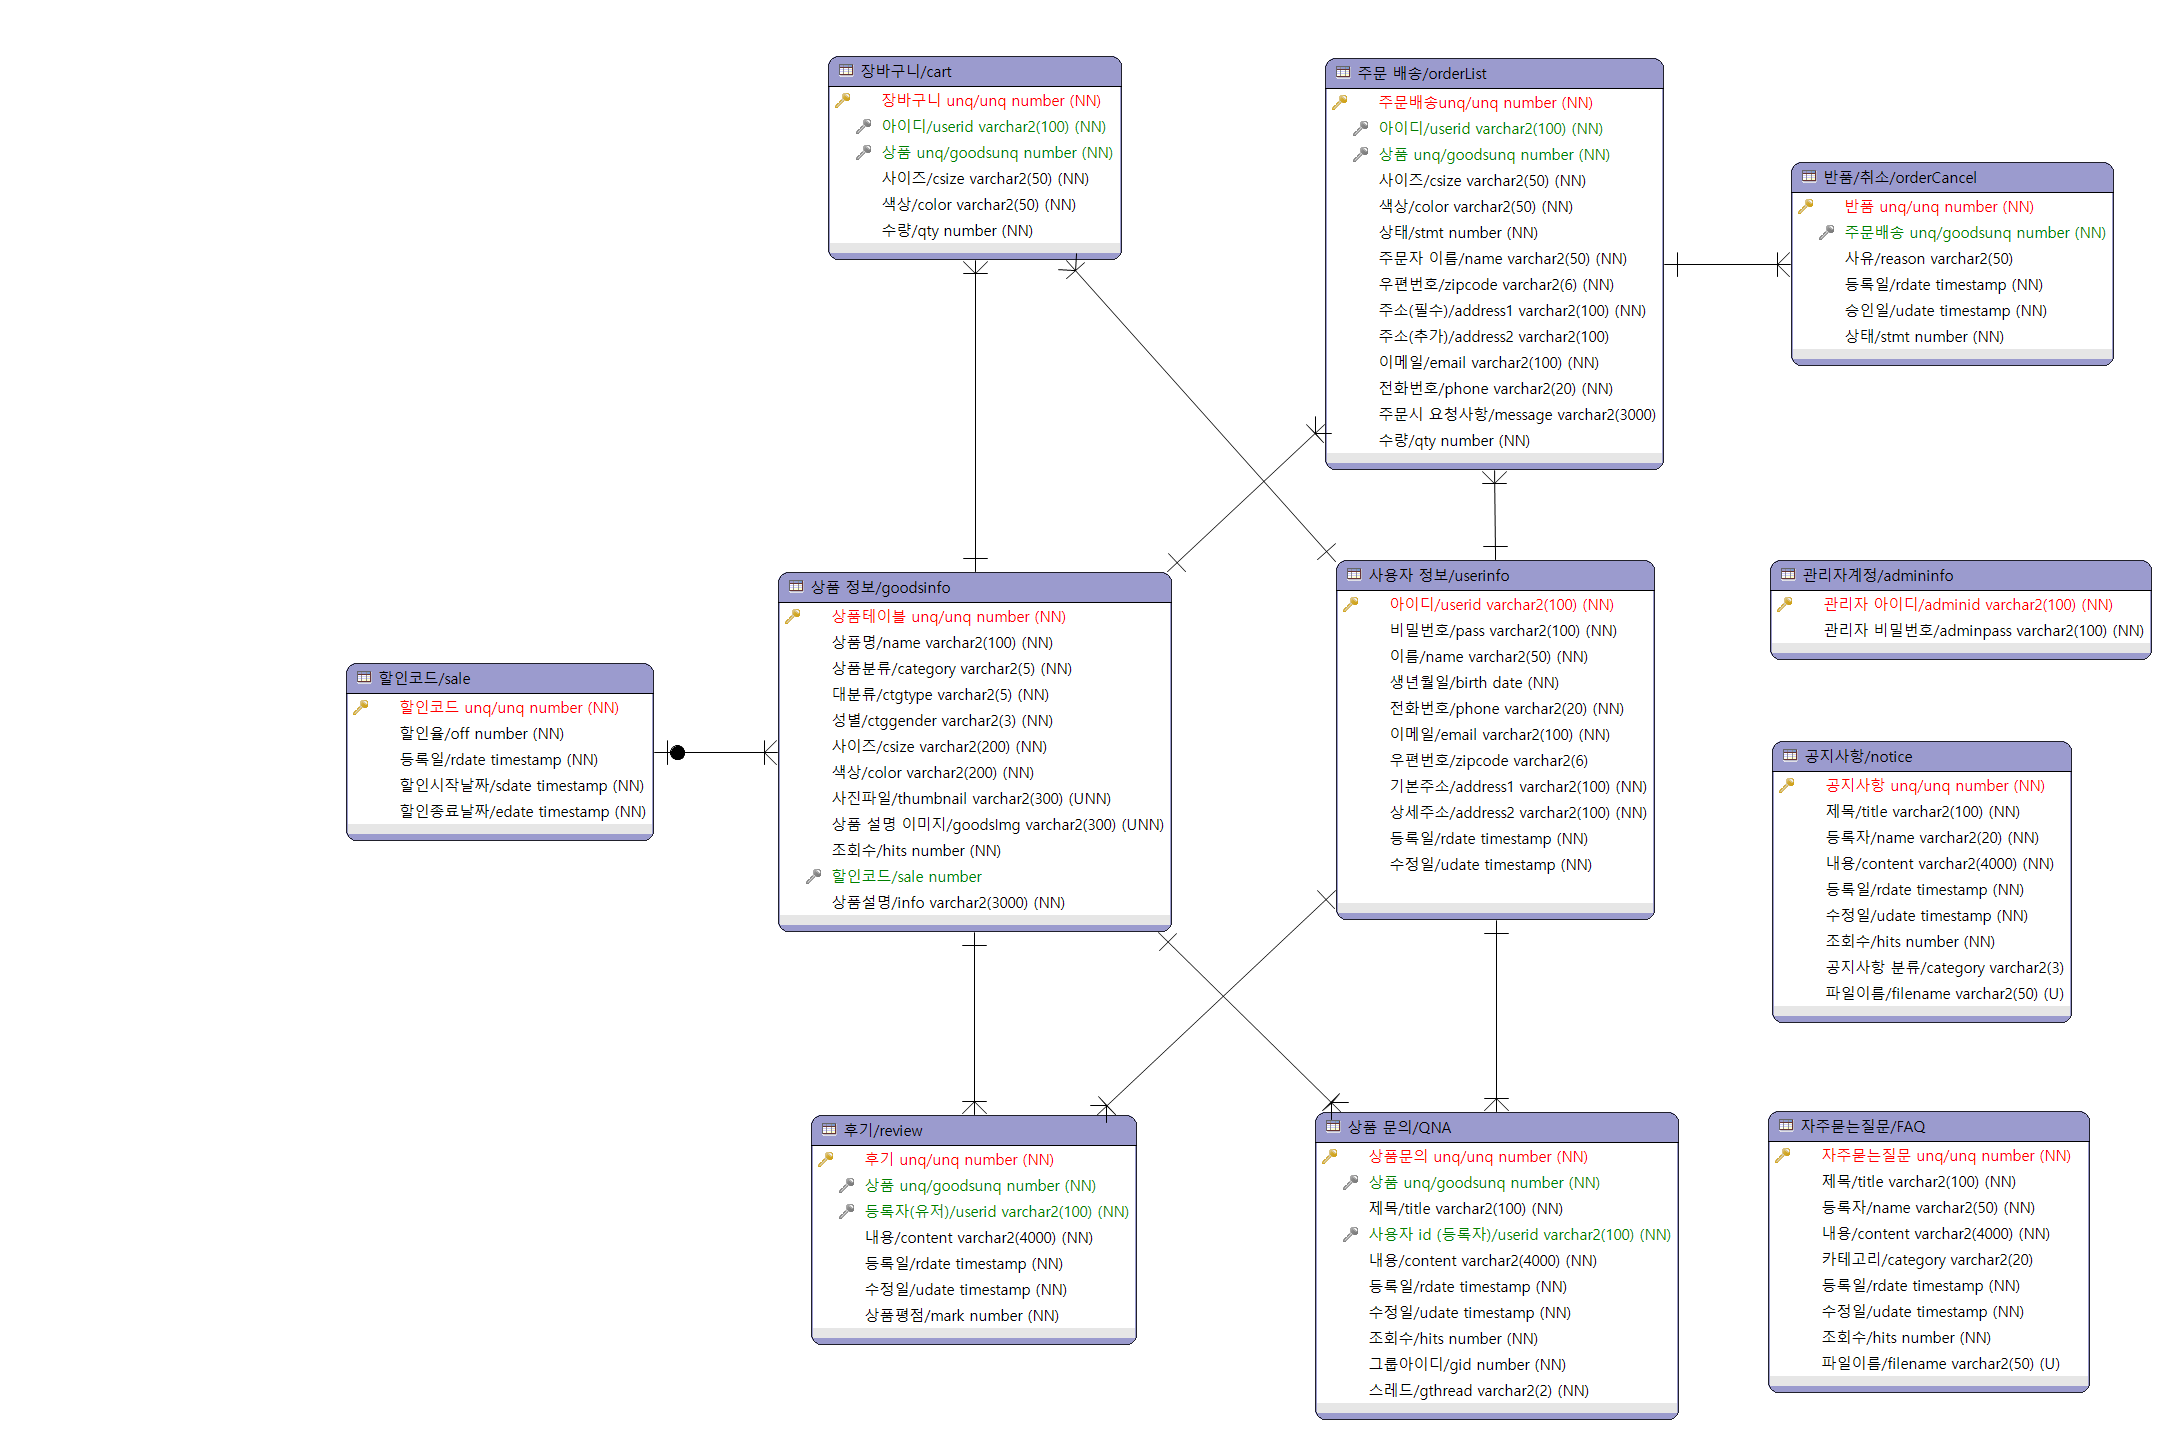 장바구니/cart
장바구니 unq/unq number (NN)
아이디/userid varchar2(100) (NN)
상품 unq/goodsunq number (NN)
사이즈/csize varchar2(50) (NN)
색상/color varchar2(50) (NN)
수량/qty number (NN)
주문 배송/orderList
주문배송unq/unq number (NN)
아이디/userid varchar2(100) (NN)
상품 unq/goodsunq number (NN)
사이즈/csize varchar2(50) (NN)
색상/color varchar2(50) (NN)
상태/stmt number (NN)
주문자 이름/name varchar2(50) (NN)
우편번호/zipcode varchar2(6) (NN)
주소(필수)/address1 varchar2(100) (NN)
주소(추가)/address2 varchar2(100)
이메일/email varchar2(100) (NN)
전화번호/phone varchar2(20) (NN)
주문시 요청사항/message varchar2(3000)
수량/qty number (NN)
반품/취소/orderCancel
반품 unq/unq number (NN)
주문배송 unq/goodsunq number (NN)
사유/reason varchar2(50)
등록일/rdate timestamp (NN)
승인일/udate timestamp (NN)
상태/stmt number (NN)
할인코드/sale
할인코드 unq/unq number (NN)
할인율/off number (NN)
등록일/rdate timestamp (NN)
할인시작날짜/sdate timestamp (NN)
할인종료날짜/edate timestamp (NN)
상품 정보/goodsinfo
상품테이블 unq/unq number (NN)
상품명/name varchar2(100) (NN)
상품분류/category varchar2(5) (NN)
대분류/ctgtype varchar2(5) (NN)
성별/ctggender varchar2(3) (NN)
사이즈/csize varchar2(200) (NN)
색상/color varchar2(200) (NN)
사진파일/thumbnail varchar2(300) (UNN)
상품 설명 이미지/goodsImg varchar2(300) (UNN)
조회수/hits number (NN)
할인코드/sale number
상품설명/info varchar2(3000) (NN)
사용자 정보/userinfo
아이디/userid varchar2(100) (NN)
비밀번호/pass varchar2(100) (NN)
이름/name varchar2(50) (NN)
생년월일/birth date (NN)
전화번호/phone varchar2(20) (NN)
이메일/email varchar2(100) (NN)
우편번호/zipcode varchar2(6)
기본주소/address1 varchar2(100) (NN)
상세주소/address2 varchar2(100) (NN)
등록일/rdate timestamp (NN)
수정일/udate timestamp (NN)
관리자계정/admininfo
관리자 아이디/adminid varchar2(100) (NN)
관리자 비밀번호/adminpass varchar2(100) (NN)
공지사항/notice
공지사항 unq/unq number (NN)
제목/title varchar2(100) (NN)
등록자/name varchar2(20) (NN)
내용/content varchar2(4000) (NN)
등록일/rdate timestamp (NN)
수정일/udate timestamp (NN)
조회수/hits number (NN)
공지사항 분류/category varchar2(3)
파일이름/filename varchar2(50) (U)
후기/review
후기 unq/unq number (NN)
상품 unq/goodsunq number (NN)
등록자(유저)/userid varchar2(100) (NN)
내용/content varchar2(4000) (NN)
등록일/rdate timestamp (NN)
수정일/udate timestamp (NN)
상품평점/mark number (NN)
상품 문의/QNA
상품문의 unq/unq number (NN)
상품 unq/goodsunq number (NN)
제목/title varchar2(100) (NN)
사용자 id (등록자)/userid varchar2(100) (NN)
내용/content varchar2(4000) (NN)
등록일/rdate timestamp (NN)
수정일/udate timestamp (NN)
조회수/hits number (NN)
그룹아이디/gid number (NN)
스레드/gthread varchar2(2) (NN)
자주묻는질문/FAQ
자주묻는질문 unq/unq number (NN)
제목/title varchar2(100) (NN)
등록자/name varchar2(50) (NN)
내용/content varchar2(4000) (NN)
카테고리/category varchar2(20)
등록일/rdate timestamp (NN)
수정일/udate timestamp (NN)
조회수/hits number (NN)
파일이름/filename varchar2(50) (U)